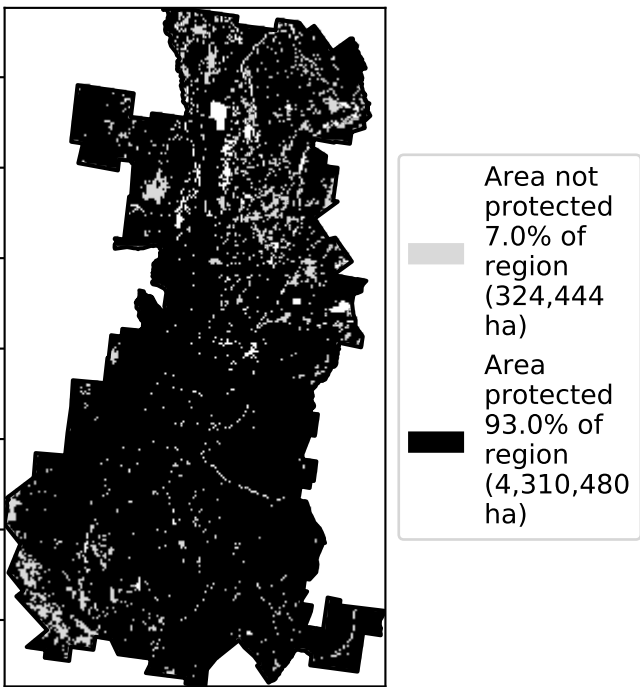 Area not
protected
7.0% of
region
(324,444
ha)
Area
protected
93.0% of
region
(4,310,480
ha)